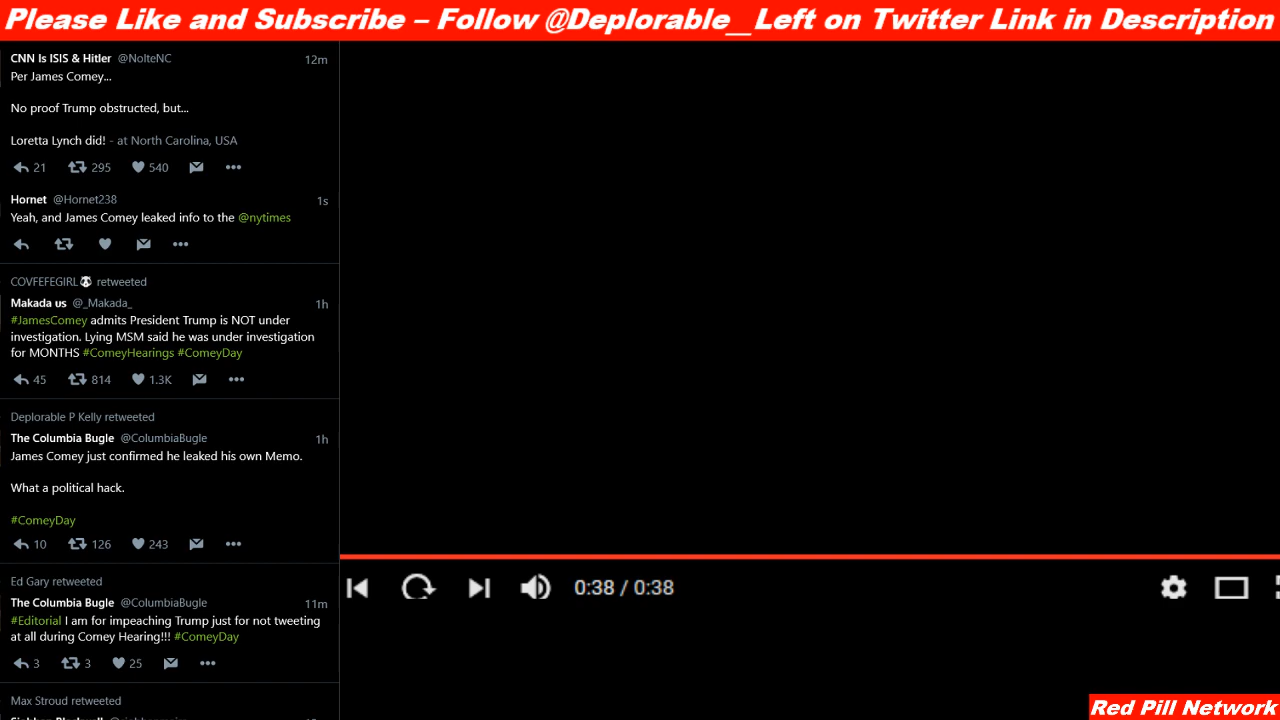 Please Like and Subscribe – Follow @Deplorable__Left on Twitter Link in Description
CNN Is ISIS & Hitler @NolteNC 12m
Per James Comey...
No proof Trump obstructed, but...
Loretta Lynch did! - at North Carolina, USA
21 295 540
Hornet @Hornet238 1s
Yeah, and James Comey leaked info to the @nytimes
COVFEFEGIRL🐼 retweeted
Makada us @_Makada_ 1h
#JamesComey admits President Trump is NOT under
investigation. Lying MSM said he was under investigation
for MONTHS #ComeyHearings #ComeyDay
45 814 1.3K
Deplorable P Kelly retweeted
The Columbia Bugle @ColumbiaBugle 1h
James Comey just confirmed he leaked his own Memo.
What a political hack.
#ComeyDay
10 126 243
Ed Gary retweeted
The Columbia Bugle @ColumbiaBugle 11m
#Editorial I am for impeaching Trump just for not tweeting
at all during Comey Hearing!!! #ComeyDay
3 3 25
Max Stroud retweeted
0:38 / 0:38
Red Pill Network